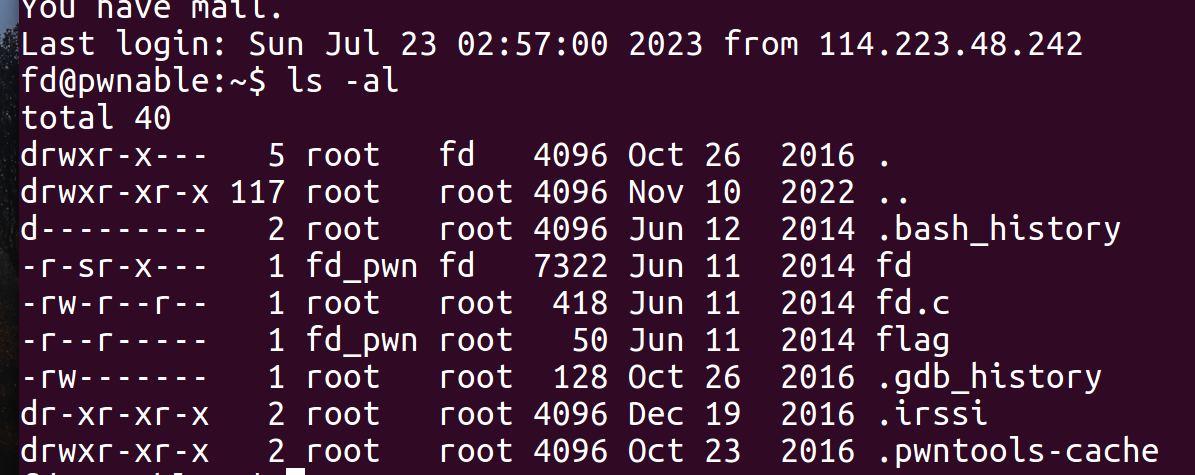 You have mail.
Last login: Sun Jul 23 02:57:00 2023 from 114.223.48.242
fd@pwnable:~$ ls -al
total 40
drwxr-x---   5 root   fd   4096 Oct 26  2016 .
drwxr-xr-x 117 root   root 4096 Nov 10  2022 ..
d---------   2 root   root 4096 Jun 12  2014 .bash_history
-r-sr-x---   1 fd_pwn fd   7322 Jun 11  2014 fd
-rw-r--r--   1 root   root  418 Jun 11  2014 fd.c
-r--r-----   1 fd_pwn root   50 Jun 11  2014 flag
-rw-------   1 root   root  128 Oct 26  2016 .gdb_history
dr-xr-xr-x   2 root   root 4096 Dec 19  2016 .irssi
drwxr-xr-x   2 root   root 4096 Oct 23  2016 .pwntools-cache